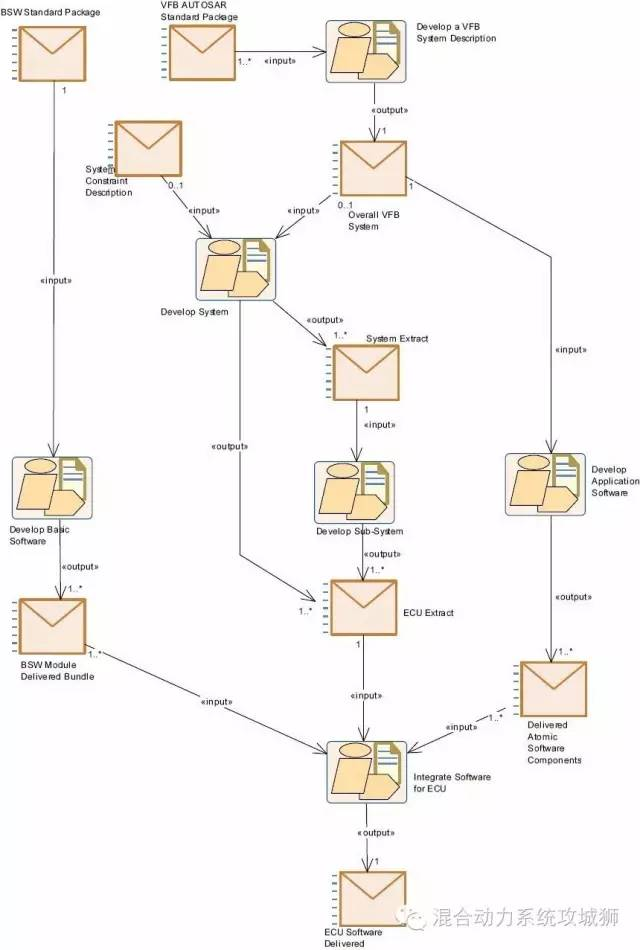 BSW Standard Package
VFB AUTOSAR
Standard Package
Develop a VFB
System Description
1
1..*
«input»
«output»
1
System
Constraint
Description
0..1
«input»
«input»
0..1
1
Overall VFB
System
«input»
Develop System
«output»
1..*
System Extract
«input»
1
«input»
«output»
Develop Basic
Software
Develop Sub-System
Develop
Application
Software
«output»
1..*
«output»
1..*
1..*
ECU Extract
«output»
1..*
BSW Module
Delivered Bundle
1..*
1
«input»
«input»
«input»
1..*
Delivered
Atomic
Software
Components
Integrate Software
for ECU
«output»
1
ECU Software
Delivered
混合动力系统攻城狮